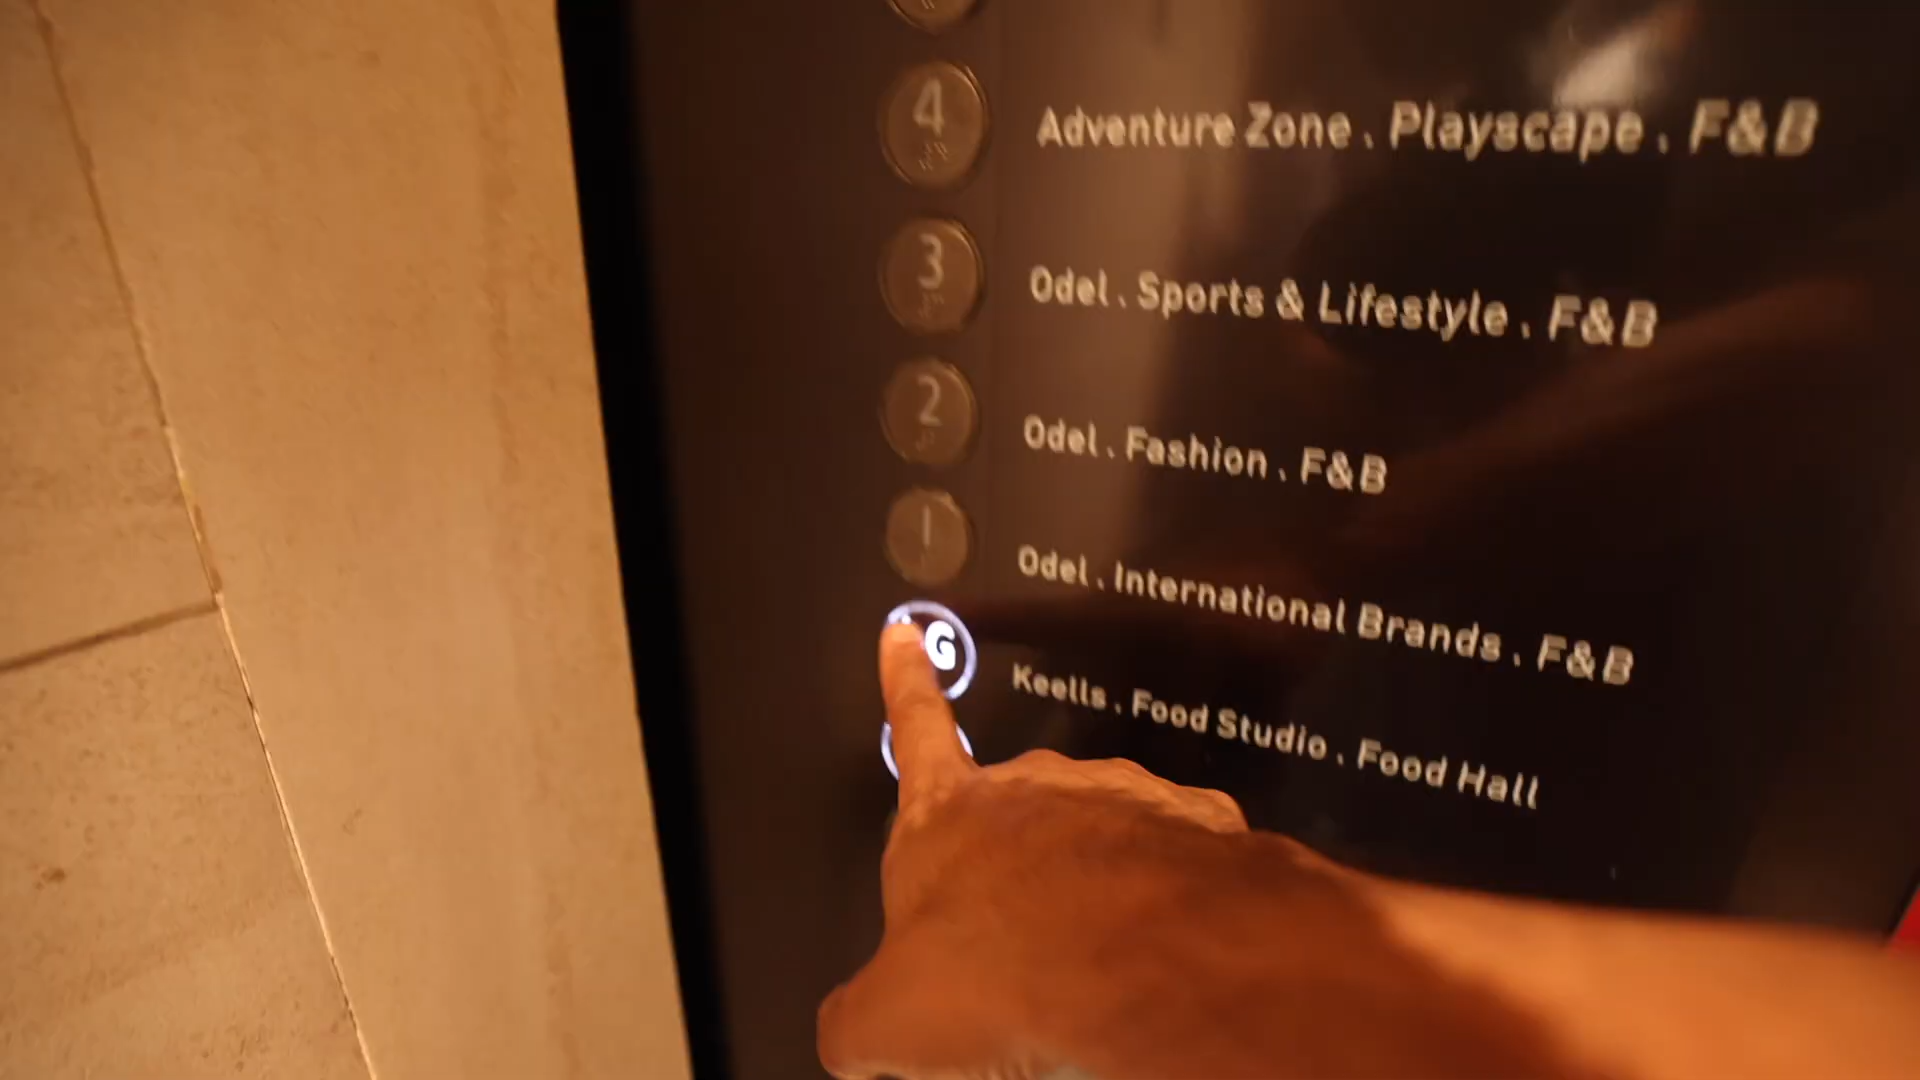 4 Adventure Zone . Playscape . F&B
3 Odel . Sports & Lifestyle . F&B
2 Odel . Fashion . F&B
1 Odel . International Brands . F&B
G Keells . Food Studio . Food Hall